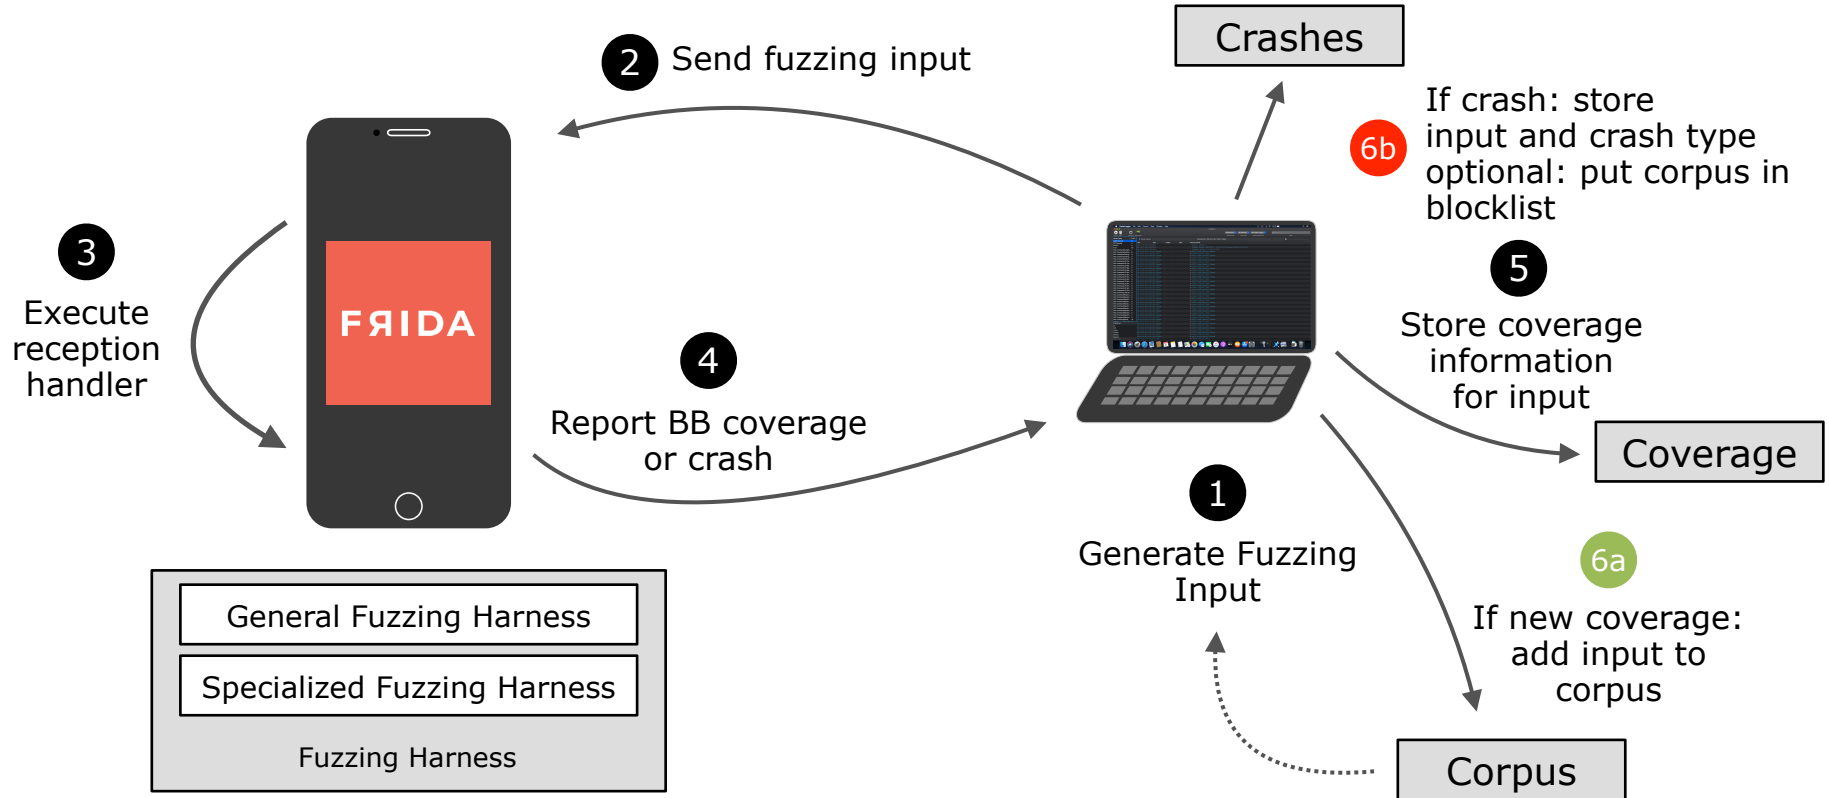 Crashes
2 Send fuzzing input
6b
If crash: store
input and crash type
optional: put corpus in
blocklist
3
Execute
reception
handler
FЯIDA
4
Report BB coverage
or crash
5
Store coverage
information
for input
Coverage
1
Generate Fuzzing
Input
6a
If new coverage:
add input to
corpus
Corpus
General Fuzzing Harness
Specialized Fuzzing Harness
Fuzzing Harness